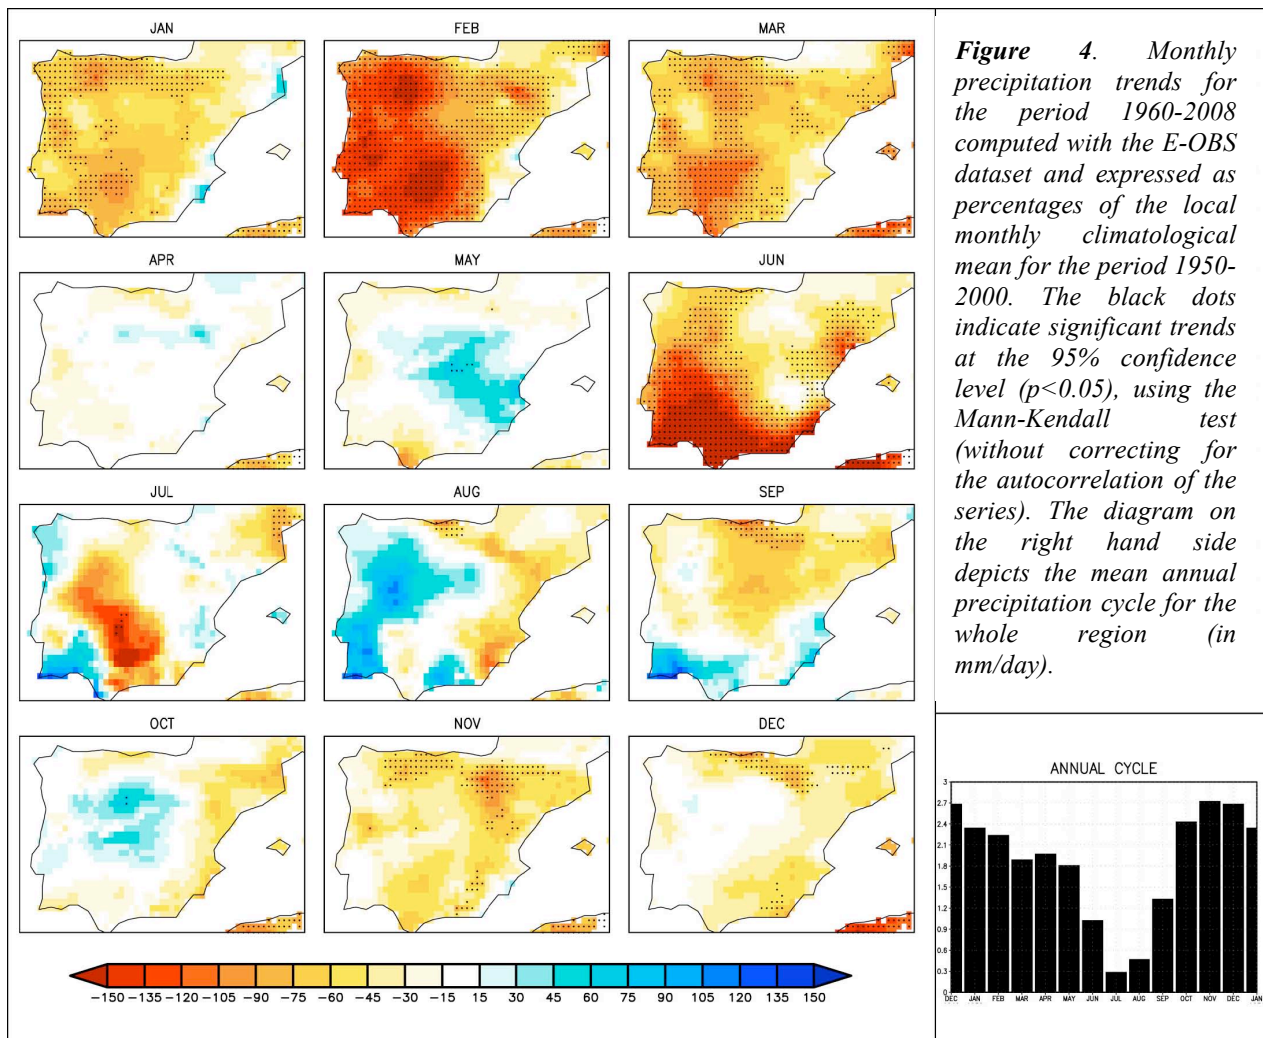 JAN FEB MAR
APR MAY JUN
JUL AUG SEP
OCT NOV DEC
−150 −135 −120 −105 −90 −75 −60 −45 −30 −15 15 30 45 60 75 90 105 120 135 150
Figure 4. Monthly
precipitation trends for
the period 1960-2008
computed with the E-OBS
dataset and expressed as
percentages of the local
monthly climatological
mean for the period 1950-
2000. The black dots
indicate significant trends
at the 95% confidence
level (p<0.05), using the
Mann-Kendall test
(without correcting for
the autocorrelation of the
series). The diagram on
the right hand side
depicts the mean annual
precipitation cycle for the
whole region (in
mm/day).
ANNUAL CYCLE
3
2.7
2.4
2.1
1.8
1.5
1.2
0.9
0.6
0.3
0
DEC JAN FEB MAR APR MAY JUN JUL AUG SEP OCT NOV DEC JAN